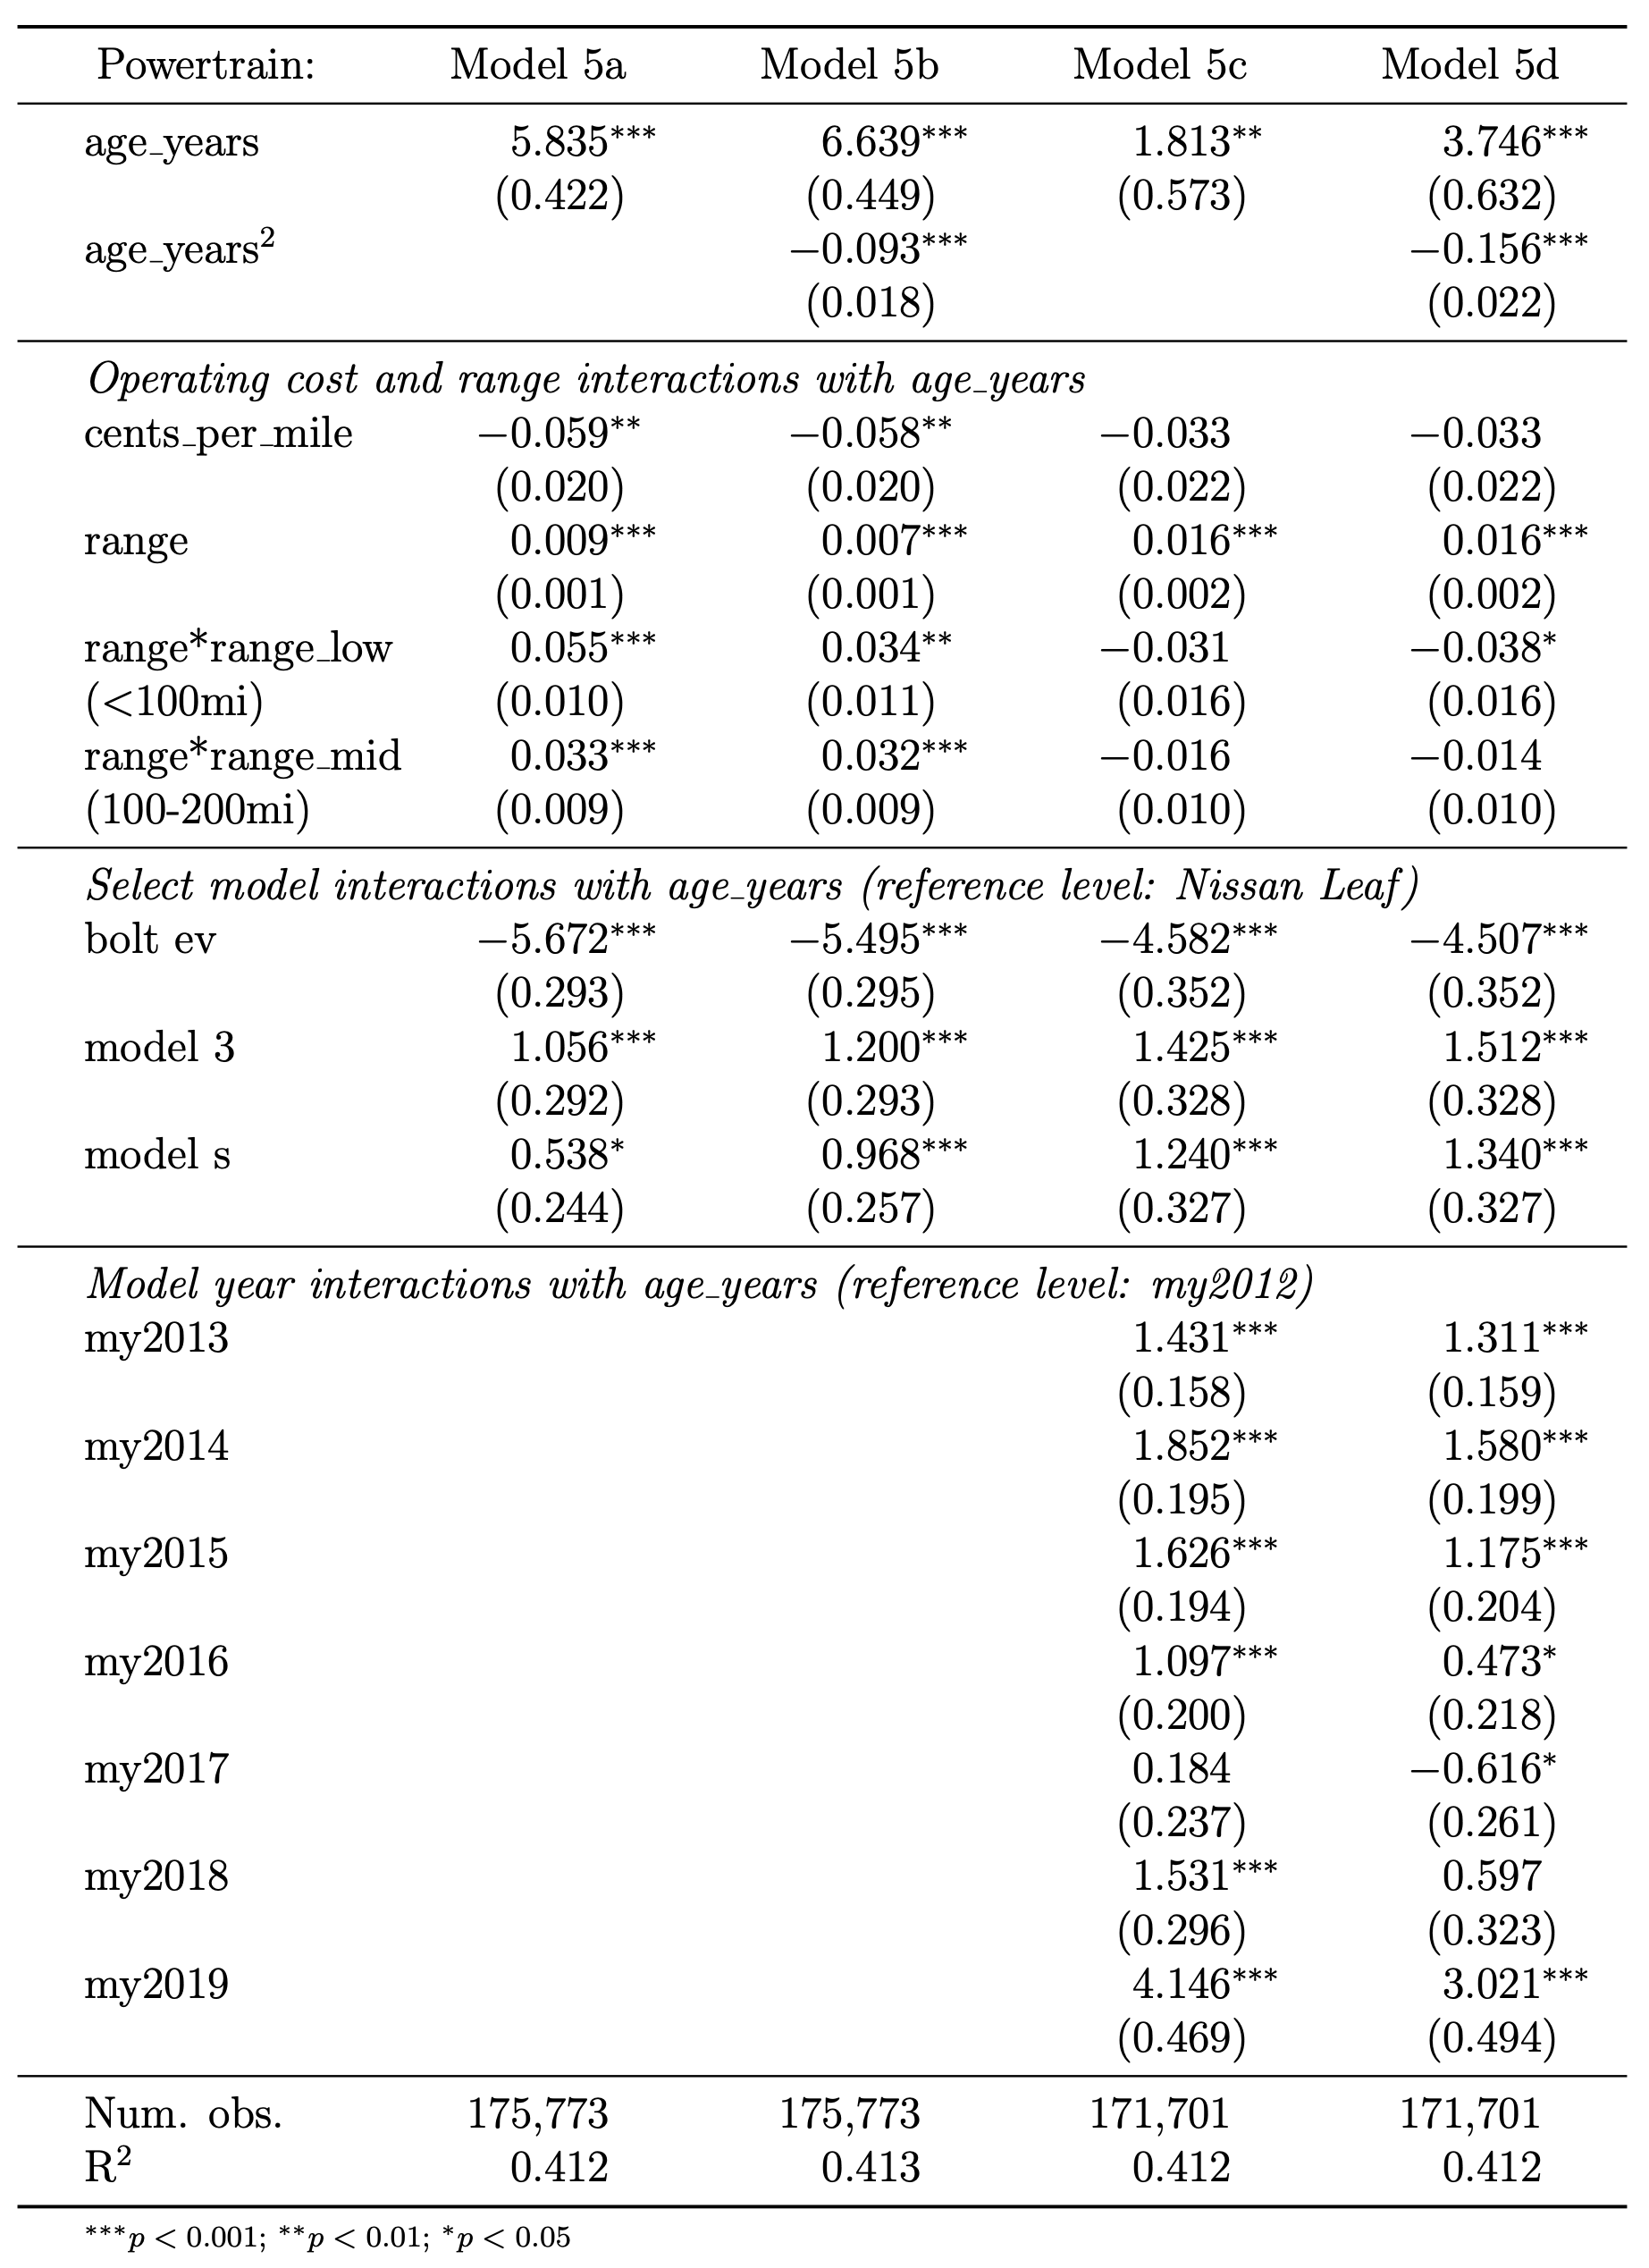 Powertrain: Model 5a Model 5b Model 5c Model 5d
age_years 5.835*** 6.639*** 1.813** 3.746***
(0.422) (0.449) (0.573) (0.632)
age_years² −0.093*** −0.156***
(0.018) (0.022)
Operating cost and range interactions with age_years
cents_per_mile −0.059** −0.058** −0.033 −0.033
(0.020) (0.020) (0.022) (0.022)
range 0.009*** 0.007*** 0.016*** 0.016***
(0.001) (0.001) (0.002) (0.002)
range*range_low 0.055*** 0.034** −0.031 −0.038*
(<100mi) (0.010) (0.011) (0.016) (0.016)
range*range_mid 0.033*** 0.032*** −0.016 −0.014
(100-200mi) (0.009) (0.009) (0.010) (0.010)
Select model interactions with age_years (reference level: Nissan Leaf)
bolt ev −5.672*** −5.495*** −4.582*** −4.507***
(0.293) (0.295) (0.352) (0.352)
model 3 1.056*** 1.200*** 1.425*** 1.512***
(0.292) (0.293) (0.328) (0.328)
model s 0.538* 0.968*** 1.240*** 1.340***
(0.244) (0.257) (0.327) (0.327)
Model year interactions with age_years (reference level: my2012)
my2013 1.431*** 1.311***
(0.158) (0.159)
my2014 1.852*** 1.580***
(0.195) (0.199)
my2015 1.626*** 1.175***
(0.194) (0.204)
my2016 1.097*** 0.473*
(0.200) (0.218)
my2017 0.184 −0.616*
(0.237) (0.261)
my2018 1.531*** 0.597
(0.296) (0.323)
my2019 4.146*** 3.021***
(0.469) (0.494)
Num. obs. 175,773 175,773 171,701 171,701
R² 0.412 0.413 0.412 0.412
***p < 0.001; **p < 0.01; *p < 0.05